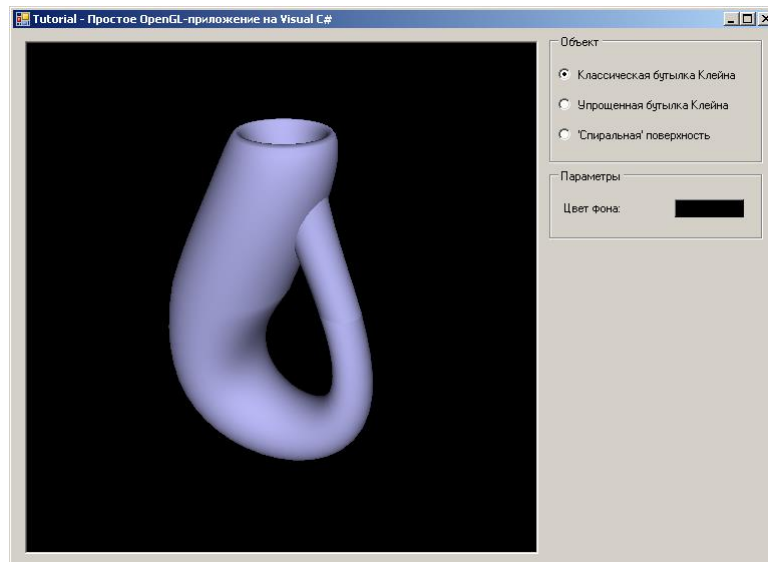 Tutorial - Простое OpenGL-приложение на Visual C#
Объект
Классическая бутылка Клейна
Упрощенная бутылка Клейна
'Спиральная' поверхность
Параметры
Цвет фона: